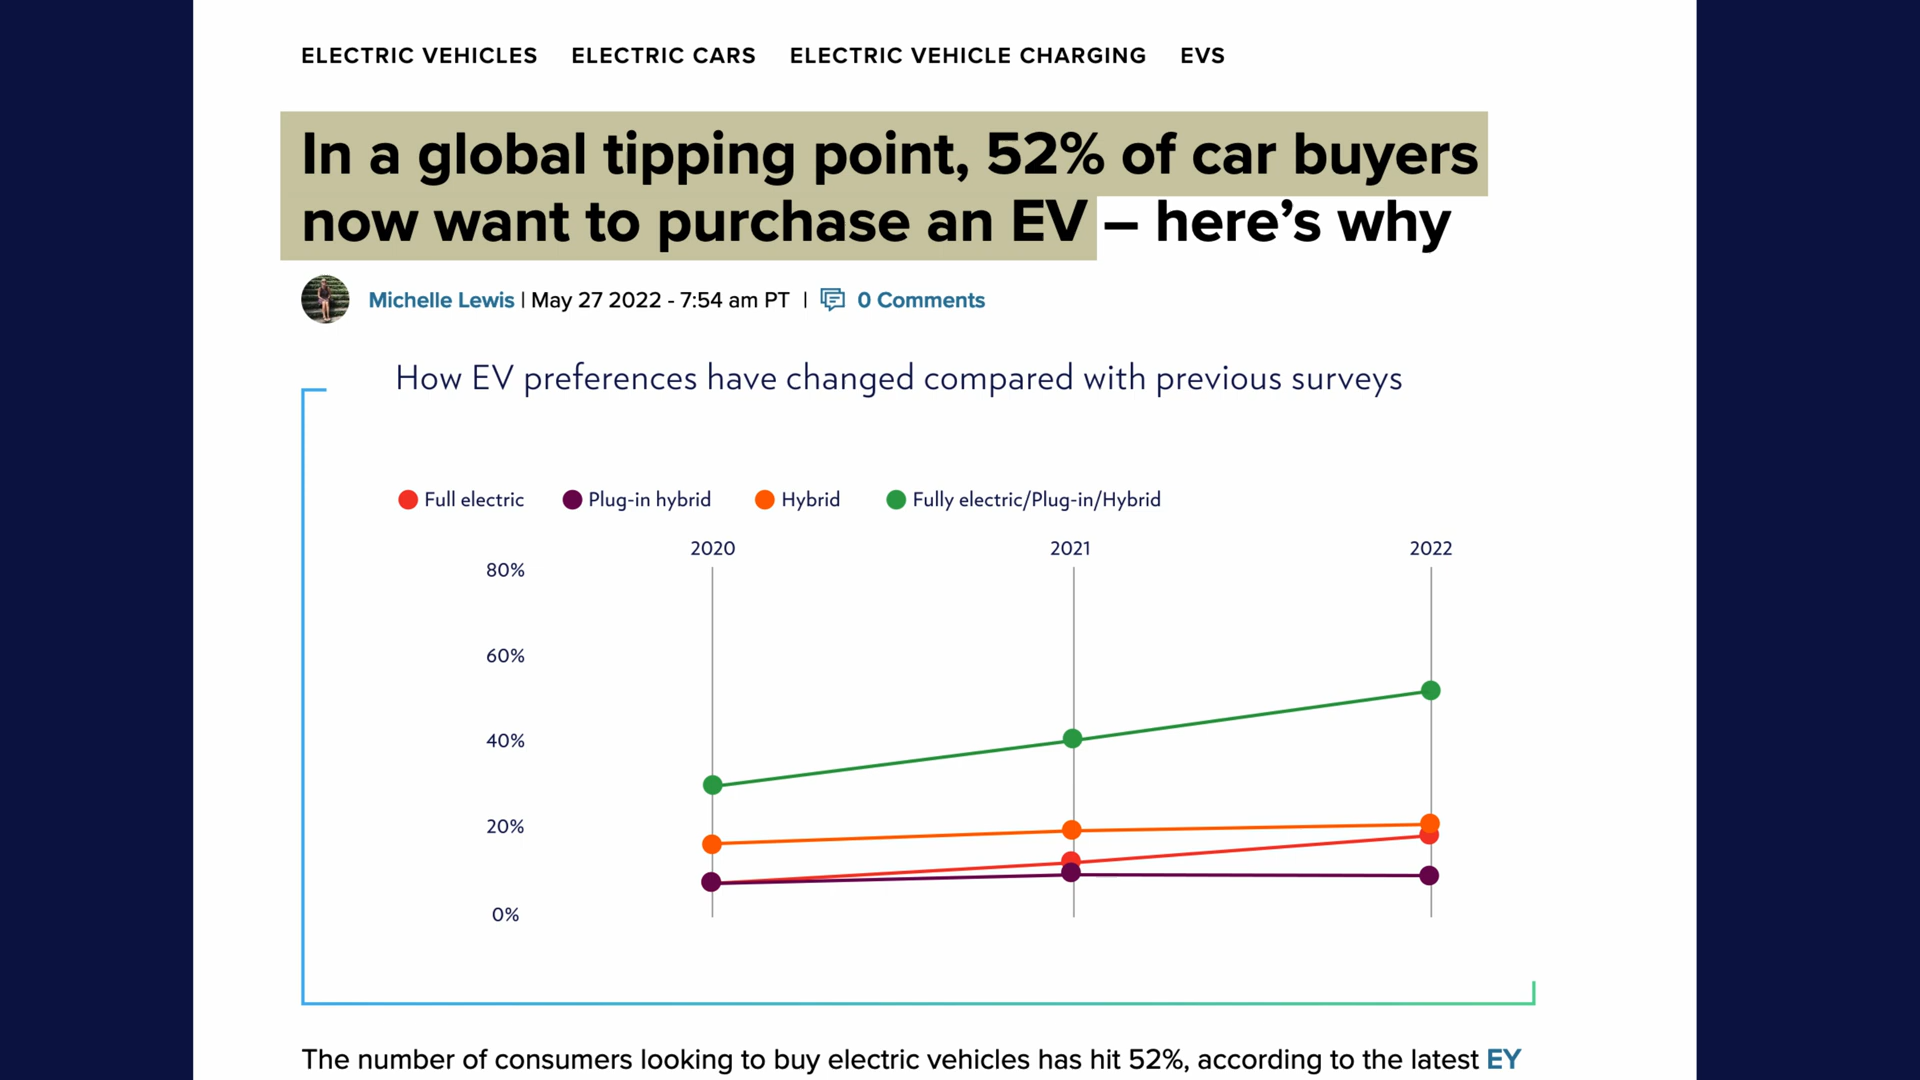 ELECTRIC VEHICLES ELECTRIC CARS ELECTRIC VEHICLE CHARGING EVS
In a global tipping point, 52% of car buyers
now want to purchase an EV – here’s why
Michelle Lewis | May 27 2022 - 7:54 am PT | 0 Comments
How EV preferences have changed compared with previous surveys
Full electric Plug-in hybrid Hybrid Fully electric/Plug-in/Hybrid
2020 2021 2022
80%
60%
40%
20%
0%
The number of consumers looking to buy electric vehicles has hit 52%, according to the latest EY